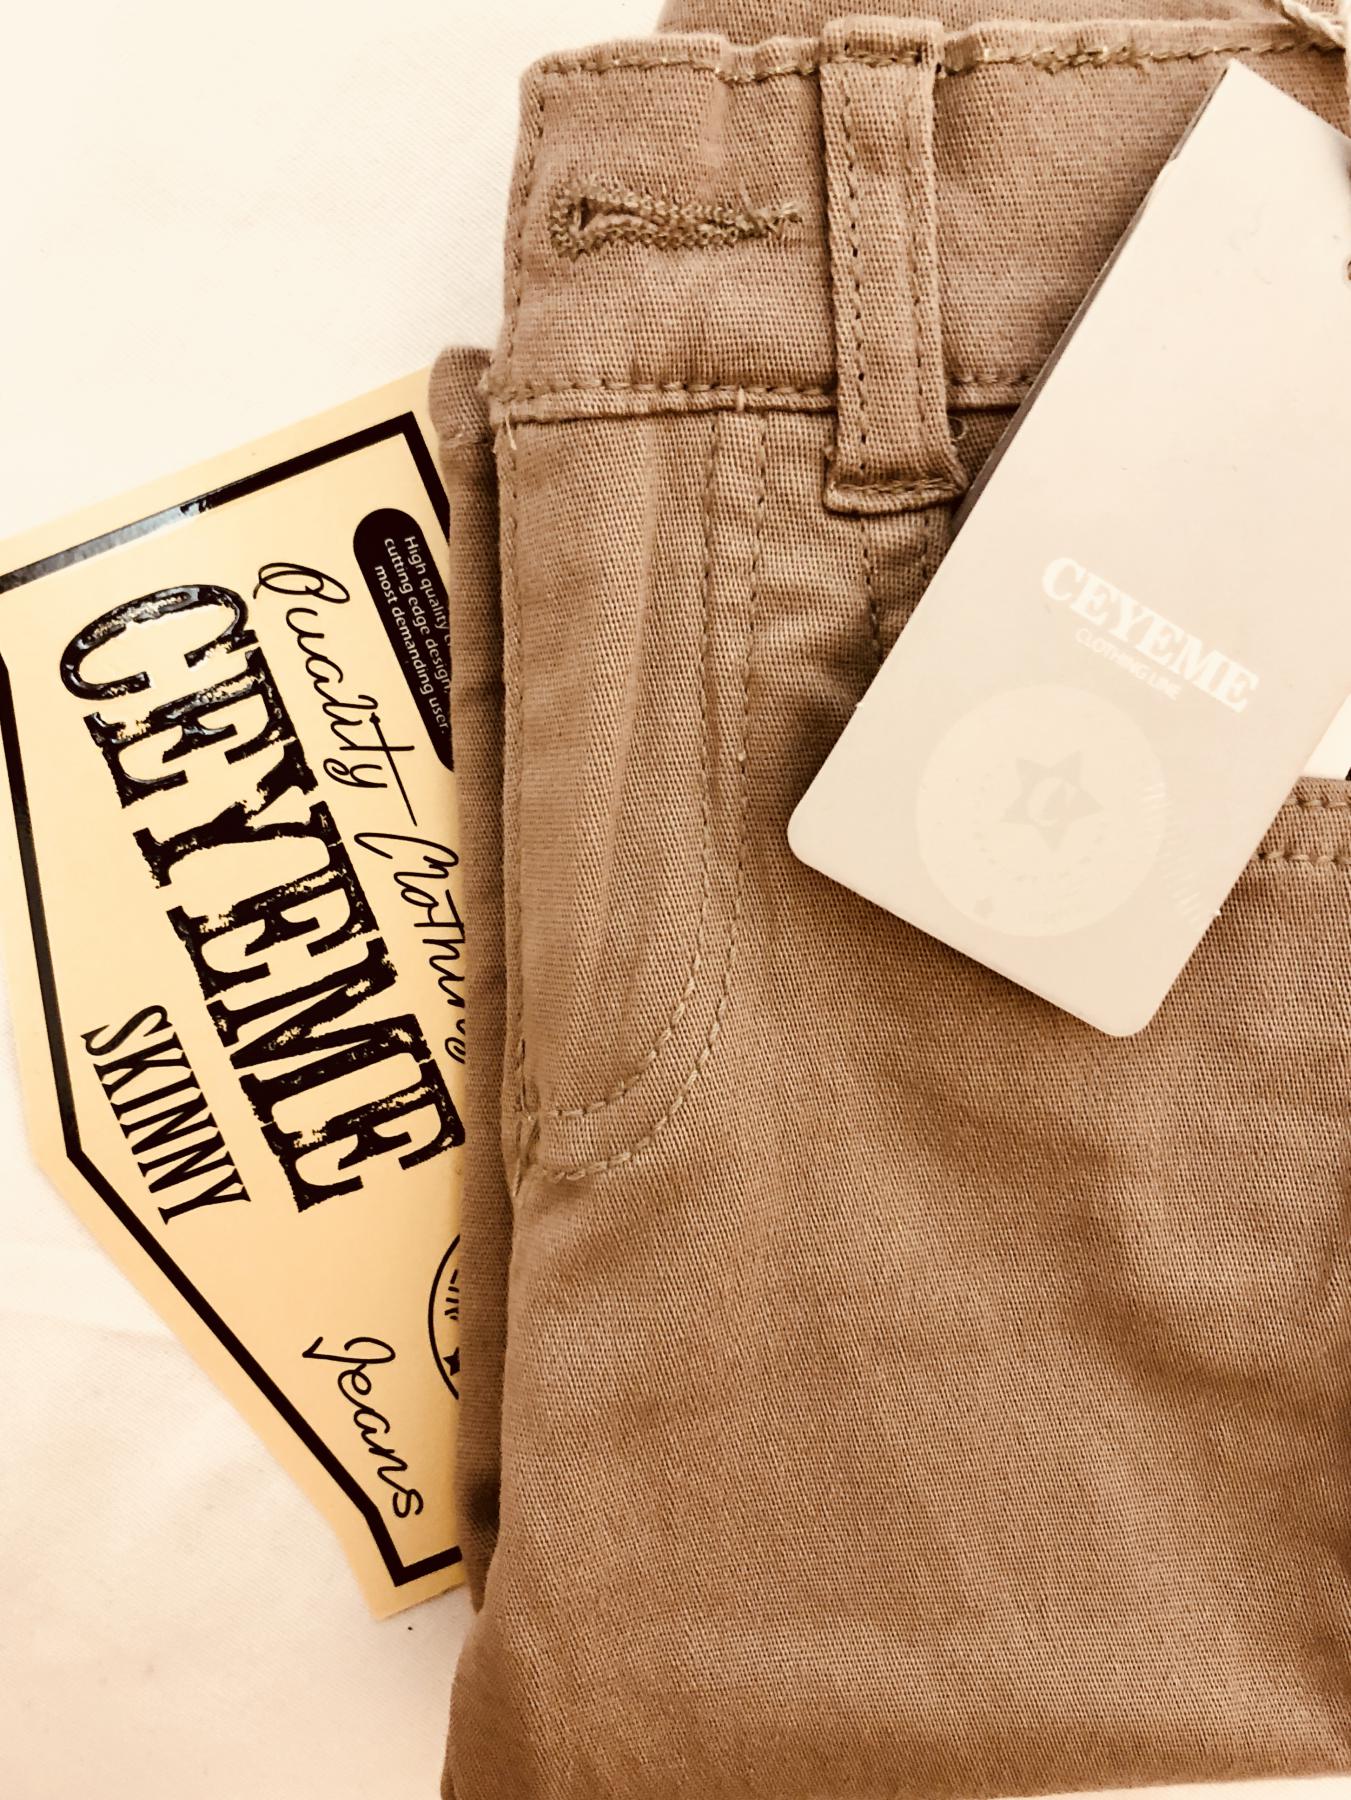 High quality
cutting edge design.
most demanding user.
Quality Clothing
CEYEME
SKINNY
Jeans
CEYEME
CLOTHING LINE
C